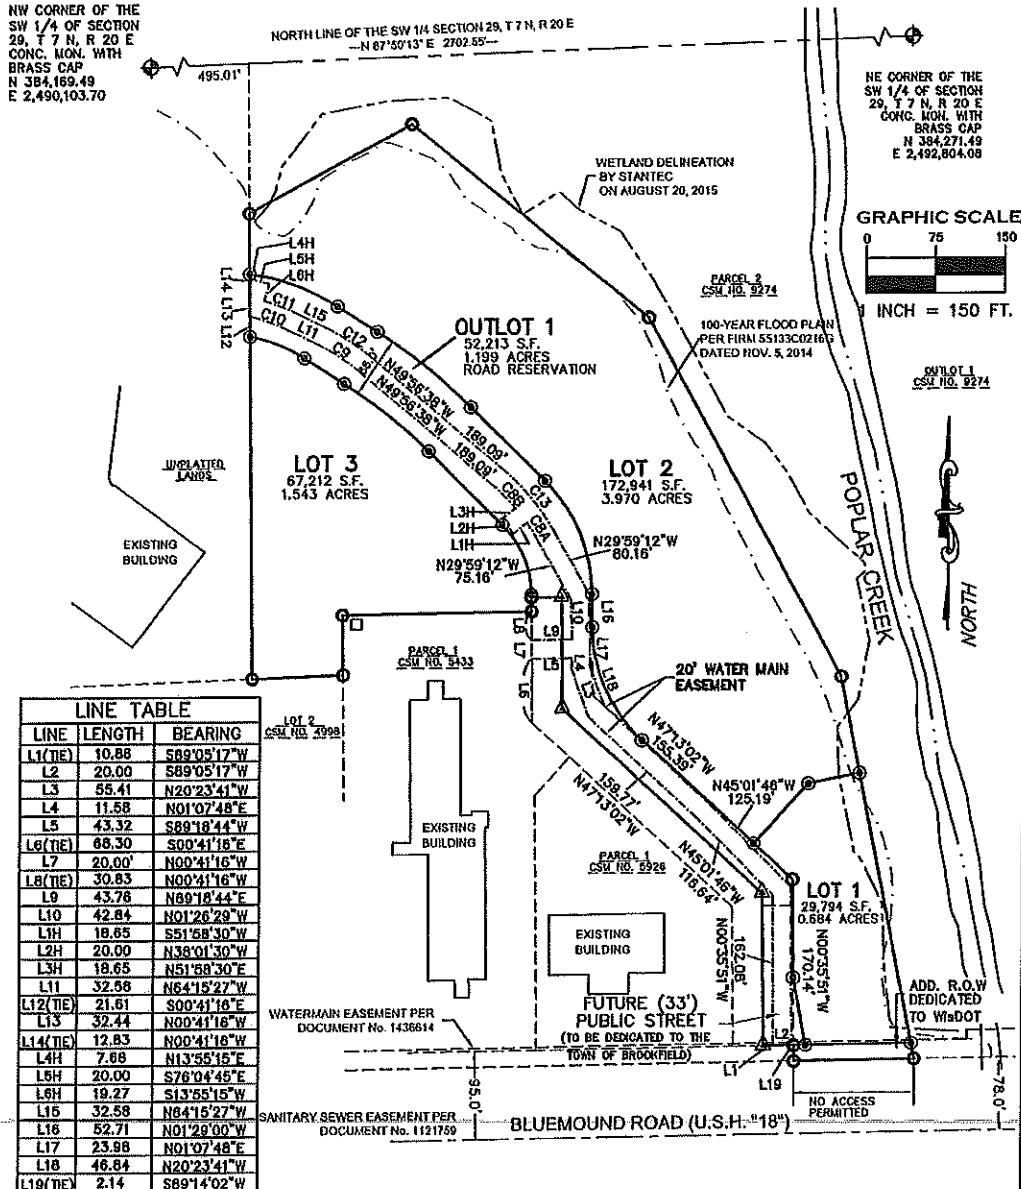 NW CORNER OF THE
SW 1/4 OF SECTION
29, T 7 N, R 20 E
CONC. MON. WITH
BRASS CAP
N 384,169.49
E 2,490,103.70
NORTH LINE OF THE SW 1/4 SECTION 29, T 7 N, R 20 E
---N 87°50'13" E 2702.55'---
495.01'
NE CORNER OF THE
SW 1/4 OF SECTION
29, T 7 N, R 20 E
CONC. MON. WITH
BRASS CAP
N 384,271.49
E 2,492,804.08
WETLAND DELINEATION
BY STANTEC
ON AUGUST 20, 2015
GRAPHIC SCALE
0 75 150
1 INCH = 150 FT.
PARCEL 2
CSM NO. 9274
100-YEAR FLOOD PLAIN
PER FIRM 55133C0216G
DATED NOV. 5, 2014
OUTLOT 1
CSM NO. 9274
L4H
L5H
L6H
L14
L13
L12
C11 L15
C10 L11
C12
C9
OUTLOT 1
52,213 S.F.
1.199 ACRES
ROAD RESERVATION
N49°56'38"W
189.09'
N49°56'38"W
189.09'
UNPLATTED
LANDS
LOT 3
67,212 S.F.
1.543 ACRES
LOT 2
172,941 S.F.
3.970 ACRES
C13
C8B
C8A
L3H
L2H
L1H
EXISTING
BUILDING
N29°59'12"W
75.16'
N29°59'12"W
80.16'
POPLAR CREEK
NORTH
L8
L10
L16
L9
L7
L17
L5
L4
L18
L6
L3
PARCEL 1
CSM NO. 5433
20' WATER MAIN
EASEMENT
LOT 2
CSM NO. 4998
N47°13'02"W
155.39'
159.77'
N47°13'02"W
N45°01'46"W
125.19'
N45°01'46"W
115.64'
EXISTING
BUILDING
PARCEL 1
CSM NO. 5926
LOT 1
29,794 S.F.
0.684 ACRES
EXISTING
BUILDING
162.06'
N00°35'51"W
N00°35'51"W
170.14'
FUTURE (33')
PUBLIC STREET
(TO BE DEDICATED TO THE
TOWN OF BROOKFIELD)
ADD. R.O.W
DEDICATED
TO WisDOT
WATERMAIN EASEMENT PER
DOCUMENT No. 1436614
L2
L1
L19
95.0'
78.0'
NO ACCESS
PERMITTED
SANITARY SEWER EASEMENT PER
DOCUMENT No. 1121759
BLUEMOUND ROAD (U.S.H. "18")
LINE TABLE
LINE LENGTH BEARING
L1(TIE) 10.88 S89°05'17"W
L2 20.00 S89°05'17"W
L3 55.41 N20°23'41"W
L4 11.58 N01°07'48"E
L5 43.32 S89°18'44"W
L6(TIE) 68.30 S00°41'16"E
L7 20.00' N00°41'16"W
L8(TIE) 30.83 N00°41'16"W
L9 43.76 N89°18'44"E
L10 42.84 N01°26'29"W
L1H 18.65 S51°58'30"W
L2H 20.00 N38°01'30"W
L3H 18.65 N51°58'30"E
L11 32.58 N64°15'27"W
L12(TIE) 21.61 S00°41'16"E
L13 32.44 N00°41'16"W
L14(TIE) 12.83 N00°41'16"W
L4H 7.68 N13°55'15"E
L5H 20.00 S76°04'45"E
L6H 19.27 S13°55'15"W
L15 32.58 N64°15'27"W
L16 52.71 N01°29'00"W
L17 23.98 N01°07'48"E
L18 46.84 N20°23'41"W
L19(TIE) 2.14 S89°14'02"W